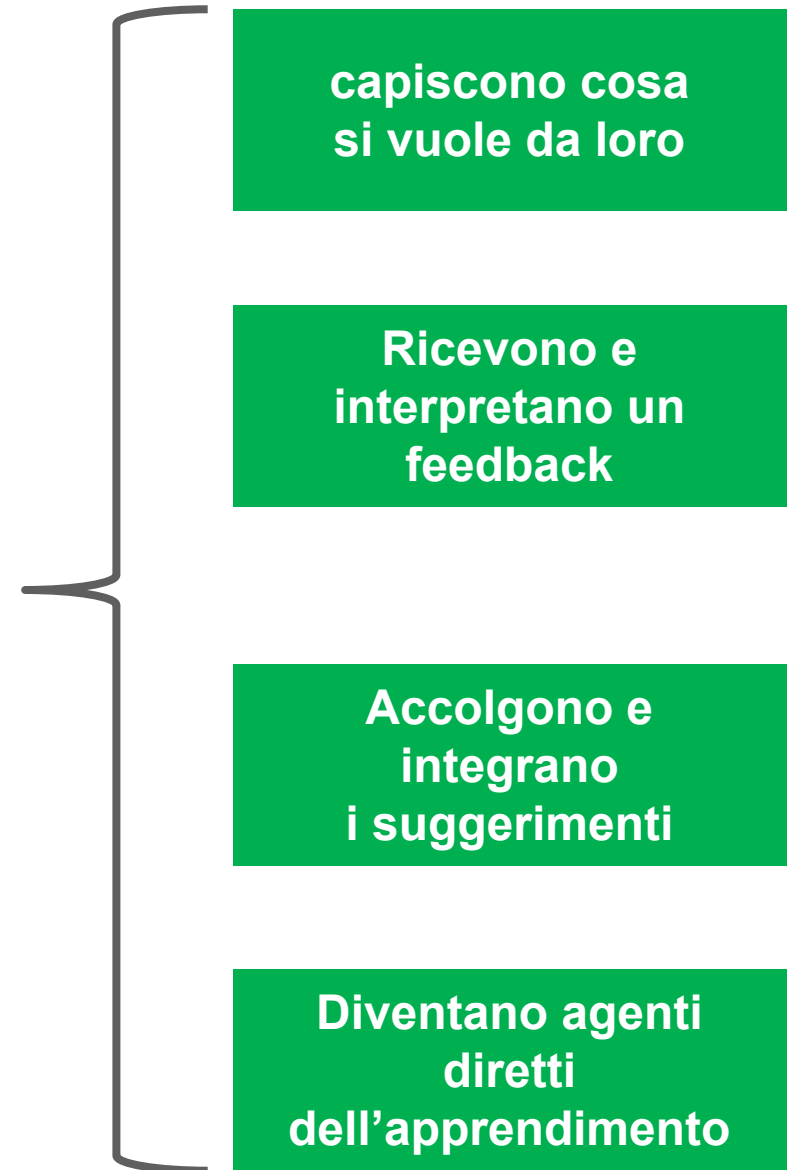 capiscono cosa
si vuole da loro
Ricevono e
interpretano un
feedback
Accolgono e
integrano
i suggerimenti
Diventano agenti
diretti
dell’apprendimento